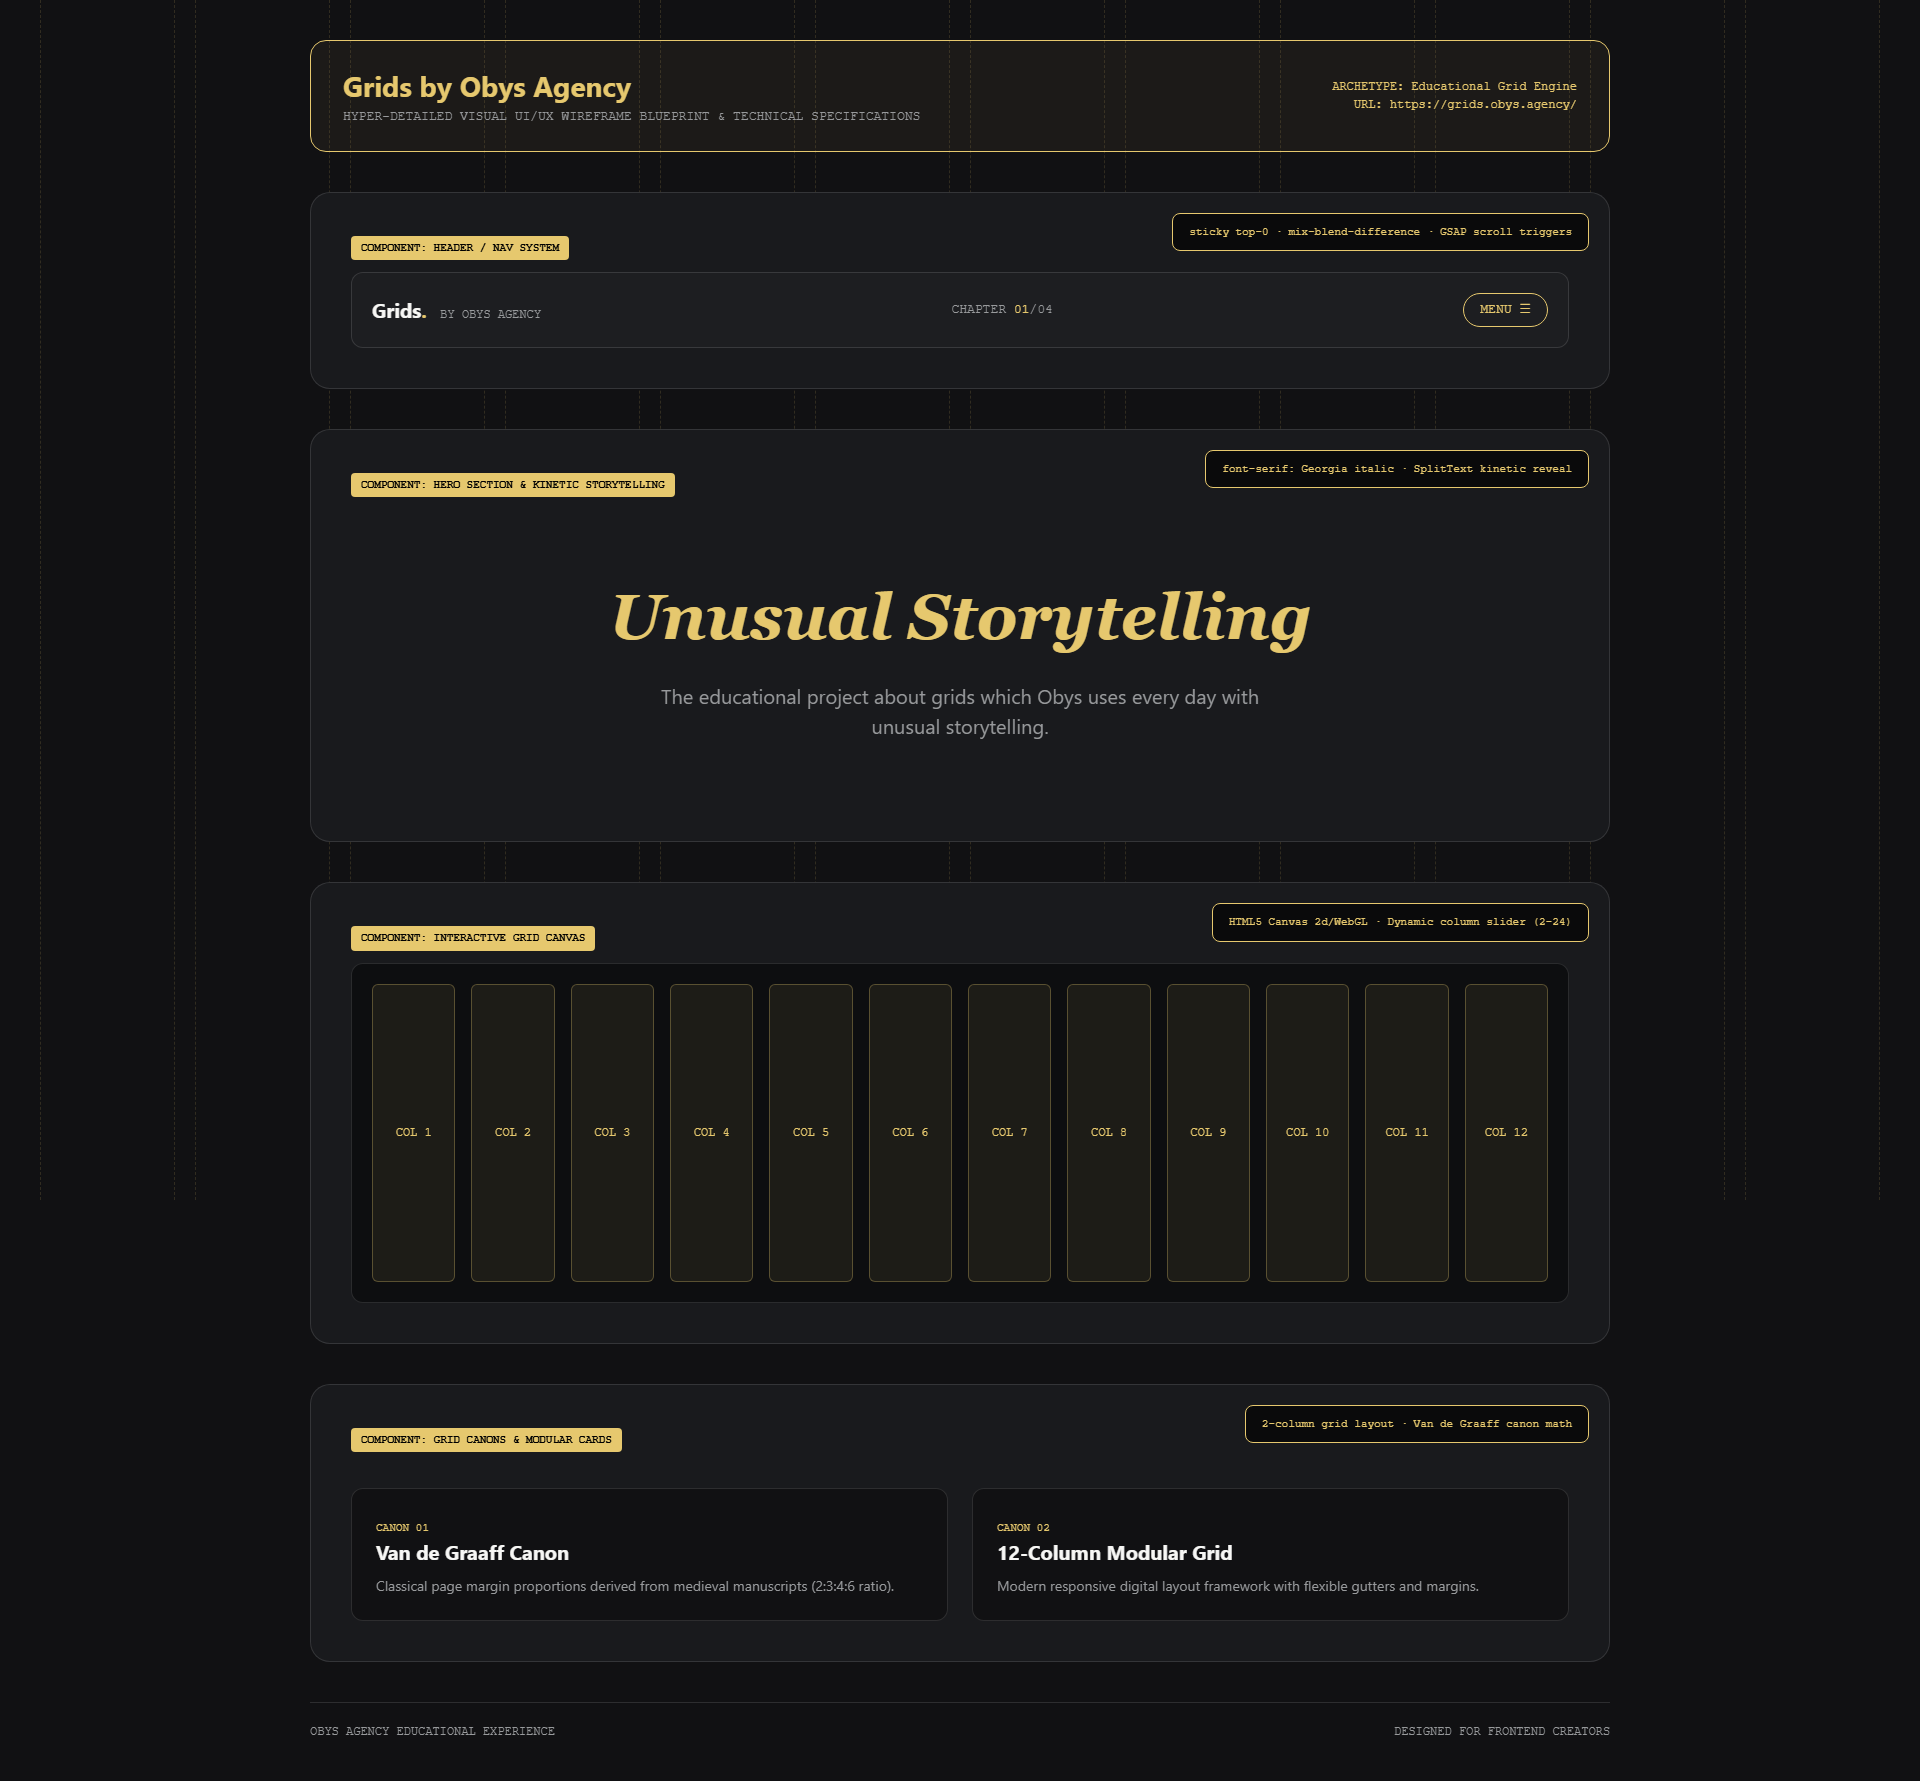 Grids by Obys Agency
HYPER-DETAILED VISUAL UI/UX WIREFRAME BLUEPRINT & TECHNICAL SPECIFICATIONS
ARCHETYPE: Educational Grid Engine
URL: https://grids.obys.agency/
sticky top-0 · mix-blend-difference · GSAP scroll triggers
COMPONENT: HEADER / NAV SYSTEM
Grids. BY OBYS AGENCY
CHAPTER 01/04
MENU ☰
font-serif: Georgia italic · SplitText kinetic reveal
COMPONENT: HERO SECTION & KINETIC STORYTELLING
Unusual Storytelling
The educational project about grids which Obys uses every day with
unusual storytelling.
HTML5 Canvas 2d/WebGL · Dynamic column slider (2-24)
COMPONENT: INTERACTIVE GRID CANVAS
COL 1
COL 2
COL 3
COL 4
COL 5
COL 6
COL 7
COL 8
COL 9
COL 10
COL 11
COL 12
2-column grid layout · Van de Graaff canon math
COMPONENT: GRID CANONS & MODULAR CARDS
CANON 01
Van de Graaff Canon
Classical page margin proportions derived from medieval manuscripts (2:3:4:6 ratio).
CANON 02
12-Column Modular Grid
Modern responsive digital layout framework with flexible gutters and margins.
OBYS AGENCY EDUCATIONAL EXPERIENCE
DESIGNED FOR FRONTEND CREATORS